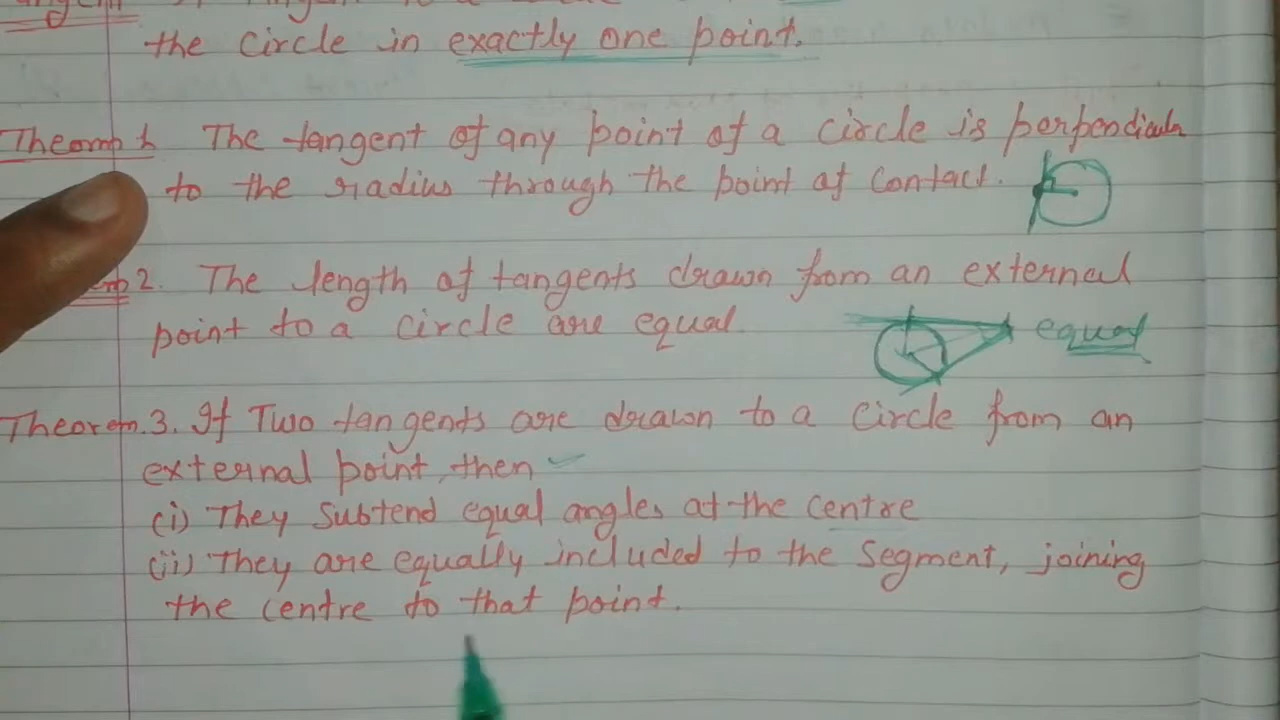 the circle in exactly one point.
Theorem 1. The tangent of any point of a circle is perpendicular
to the radius through the point of contact.
2. The length of tangents drawn from an external
point to a circle are equal.
equal
Theorem.3. If Two tangents are drawn to a circle from an
external point, then
(i) They Subtend equal angles at the centre
(ii) They are equally included to the Segment, joining
the centre to that point.